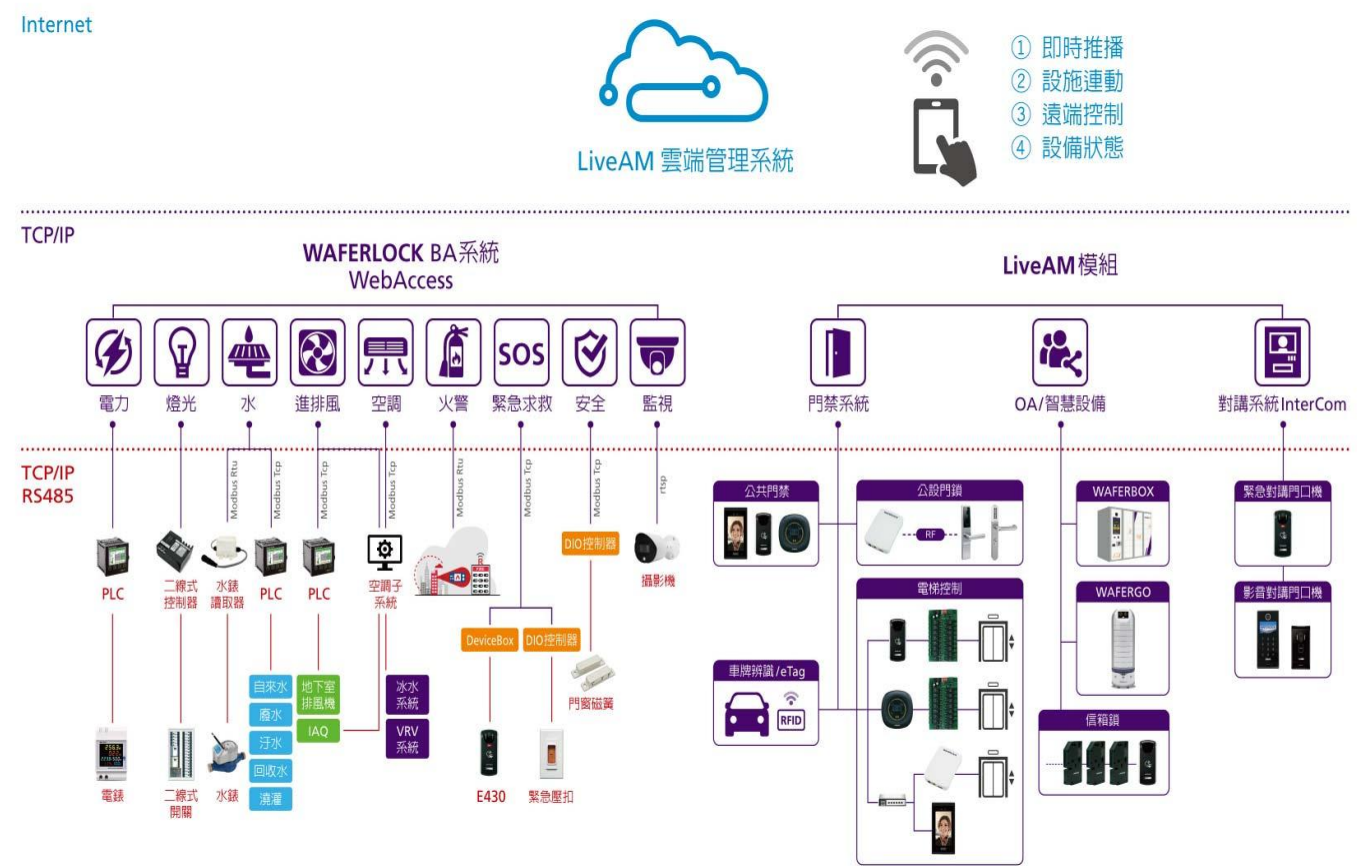 Internet
① 即時推播
② 設施連動
③ 遠端控制
④ 設備狀態
LiveAM 雲端管理系統
TCP/IP
WAFERLOCK BA系統
WebAccess
LiveAM模組
SOS
電力
燈光
水
進排風
空調
火警
緊急求救
安全
監視
門禁系統
OA/智慧設備
對講系統InterCom
TCP/IP
RS485
Modbus Rtu
Modbus Tcp
Modbus Tcp
Modbus Tcp
Modbus Rtu
Modbus Tcp
Modbus Tcp
rtsp
PLC
二線式
控制器
水錶
讀取器
PLC
PLC
空調子
系統
DIO控制器
攝影機
DeviceBox
DIO控制器
門窗磁簧
自來水
廢水
汙水
回收水
澆灌
地下室
排風機
IAQ
冰水
系統
VRV
系統
電錶
二線式
開關
水錶
E430
緊急壓扣
公共門禁
公設門鎖
RF
電梯控制
車牌辨識/eTag
RFID
WAFERBOX
WAFERGO
信箱鎖
緊急對講門口機
影音對講門口機